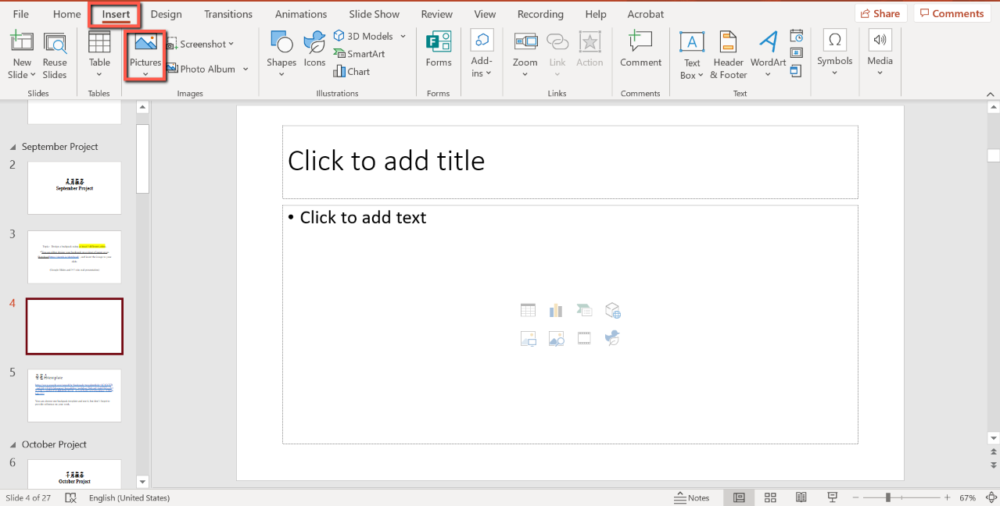 File Home Insert Design Transitions Animations Slide Show Review View Recording Help Acrobat Share Comments
New Slide
Reuse Slides
Slides
Table
Tables
Pictures
Screenshot
Photo Album
Images
Shapes
Icons
3D Models
SmartArt
Chart
Illustrations
Forms
Forms
Add-ins
Zoom
Link
Action
Links
Comment
Comments
Text Box
Header & Footer
WordArt
Text
Symbols
Media
September Project
2
September Project
3
4
5
October Project
6
October Project
Click to add title
• Click to add text
Slide 4 of 27 English (United States) Notes 67%